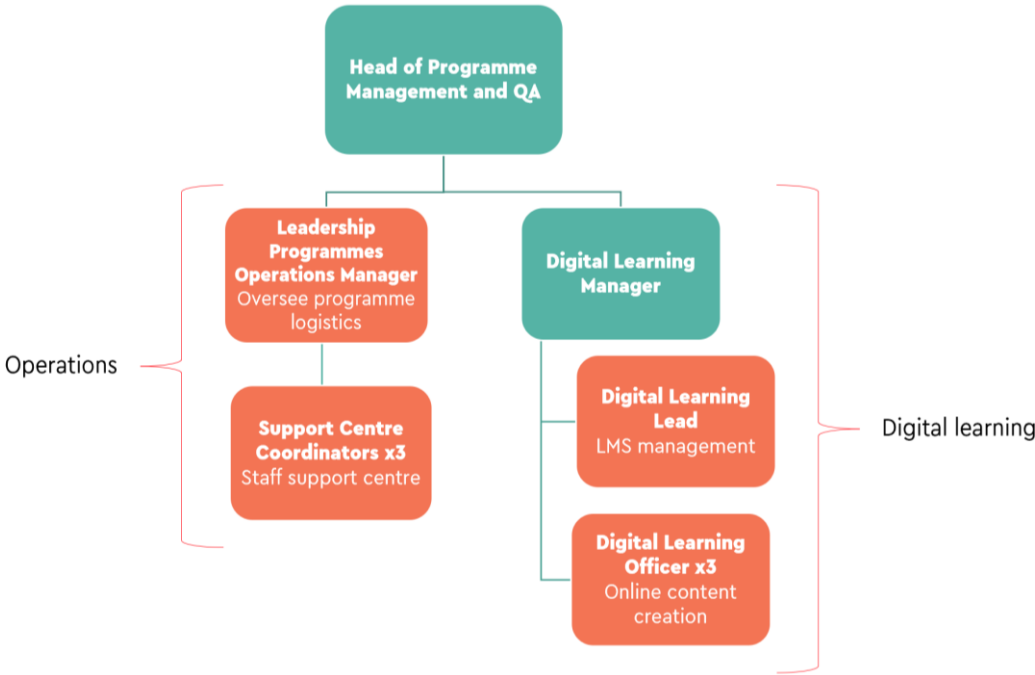 Head of Programme
Management and QA
Leadership
Programmes
Operations Manager
Oversee programme
logistics
Digital Learning
Manager
Operations
Support Centre
Coordinators x3
Staff support centre
Digital Learning
Lead
LMS management
Digital learning
Digital Learning
Officer x3
Online content
creation